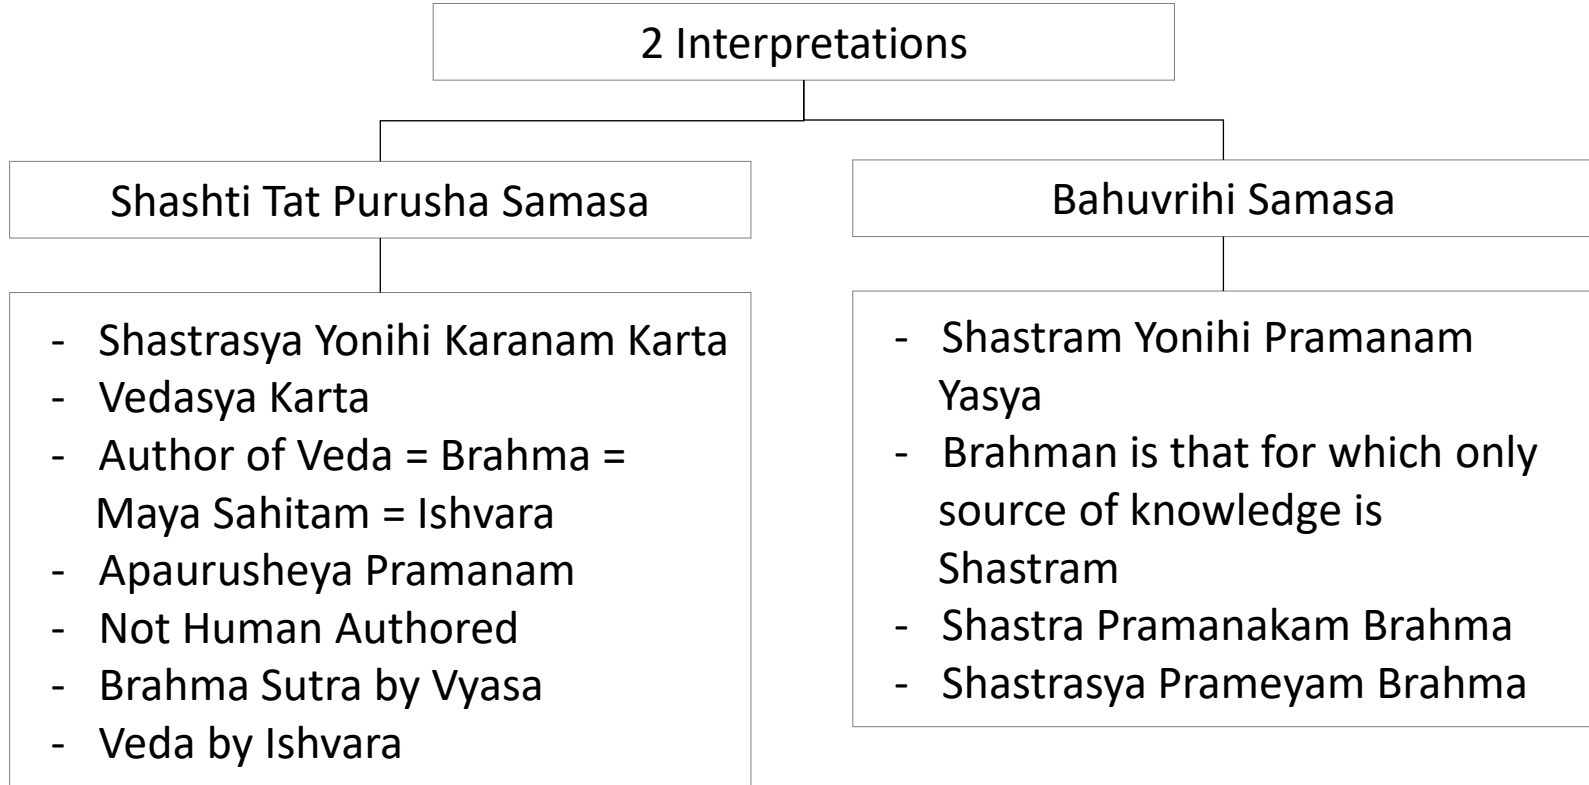 2 Interpretations
Shashti Tat Purusha Samasa
- Shastrasya Yonihi Karanam Karta
- Vedasya Karta
- Author of Veda = Brahma =
Maya Sahitam = Ishvara
- Apaurusheya Pramanam
- Not Human Authored
- Brahma Sutra by Vyasa
- Veda by Ishvara
Bahuvrihi Samasa
- Shastram Yonihi Pramanam
Yasya
- Brahman is that for which only
source of knowledge is
Shastram
- Shastra Pramanakam Brahma
- Shastrasya Prameyam Brahma